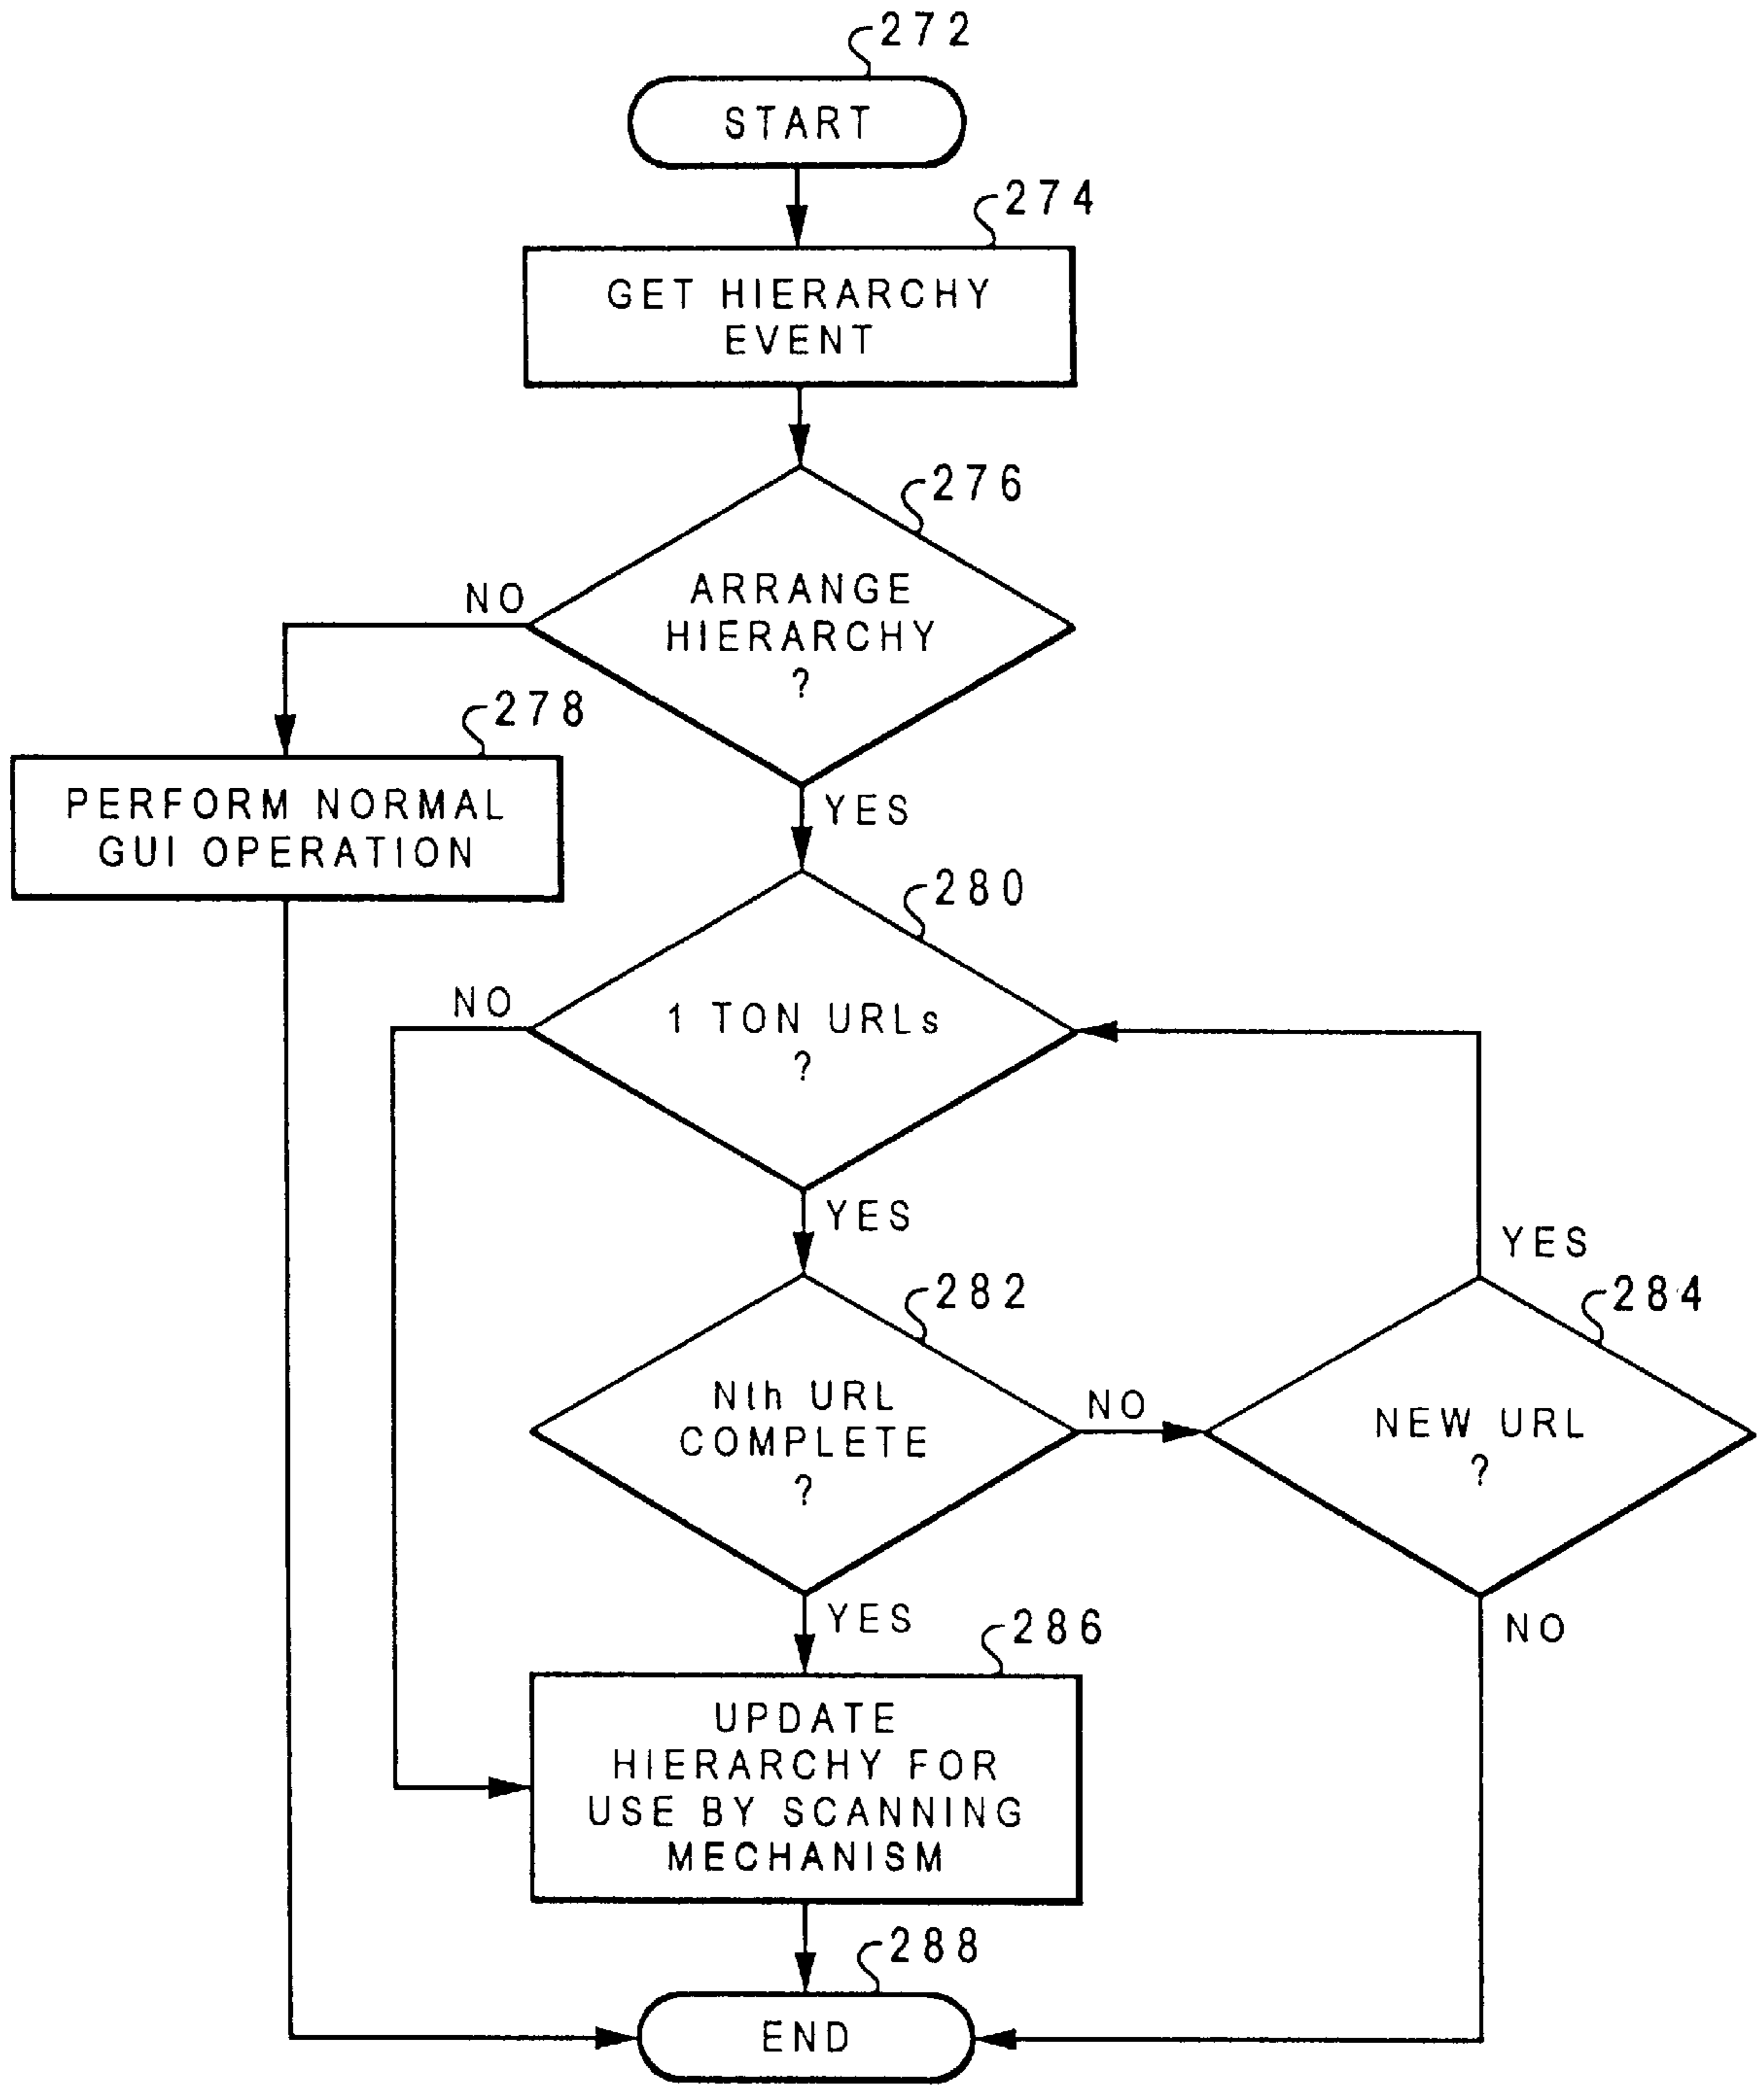 272
START
274
GET HIERARCHY
EVENT
276
ARRANGE
HIERARCHY
?
NO
278
PERFORM NORMAL
GUI OPERATION
YES
280
1 TON URLs
?
NO
YES
282
Nth URL
COMPLETE
?
NO
YES
284
NEW URL
?
YES
NO
286
UPDATE
HIERARCHY FOR
USE BY SCANNING
MECHANISM
288
END